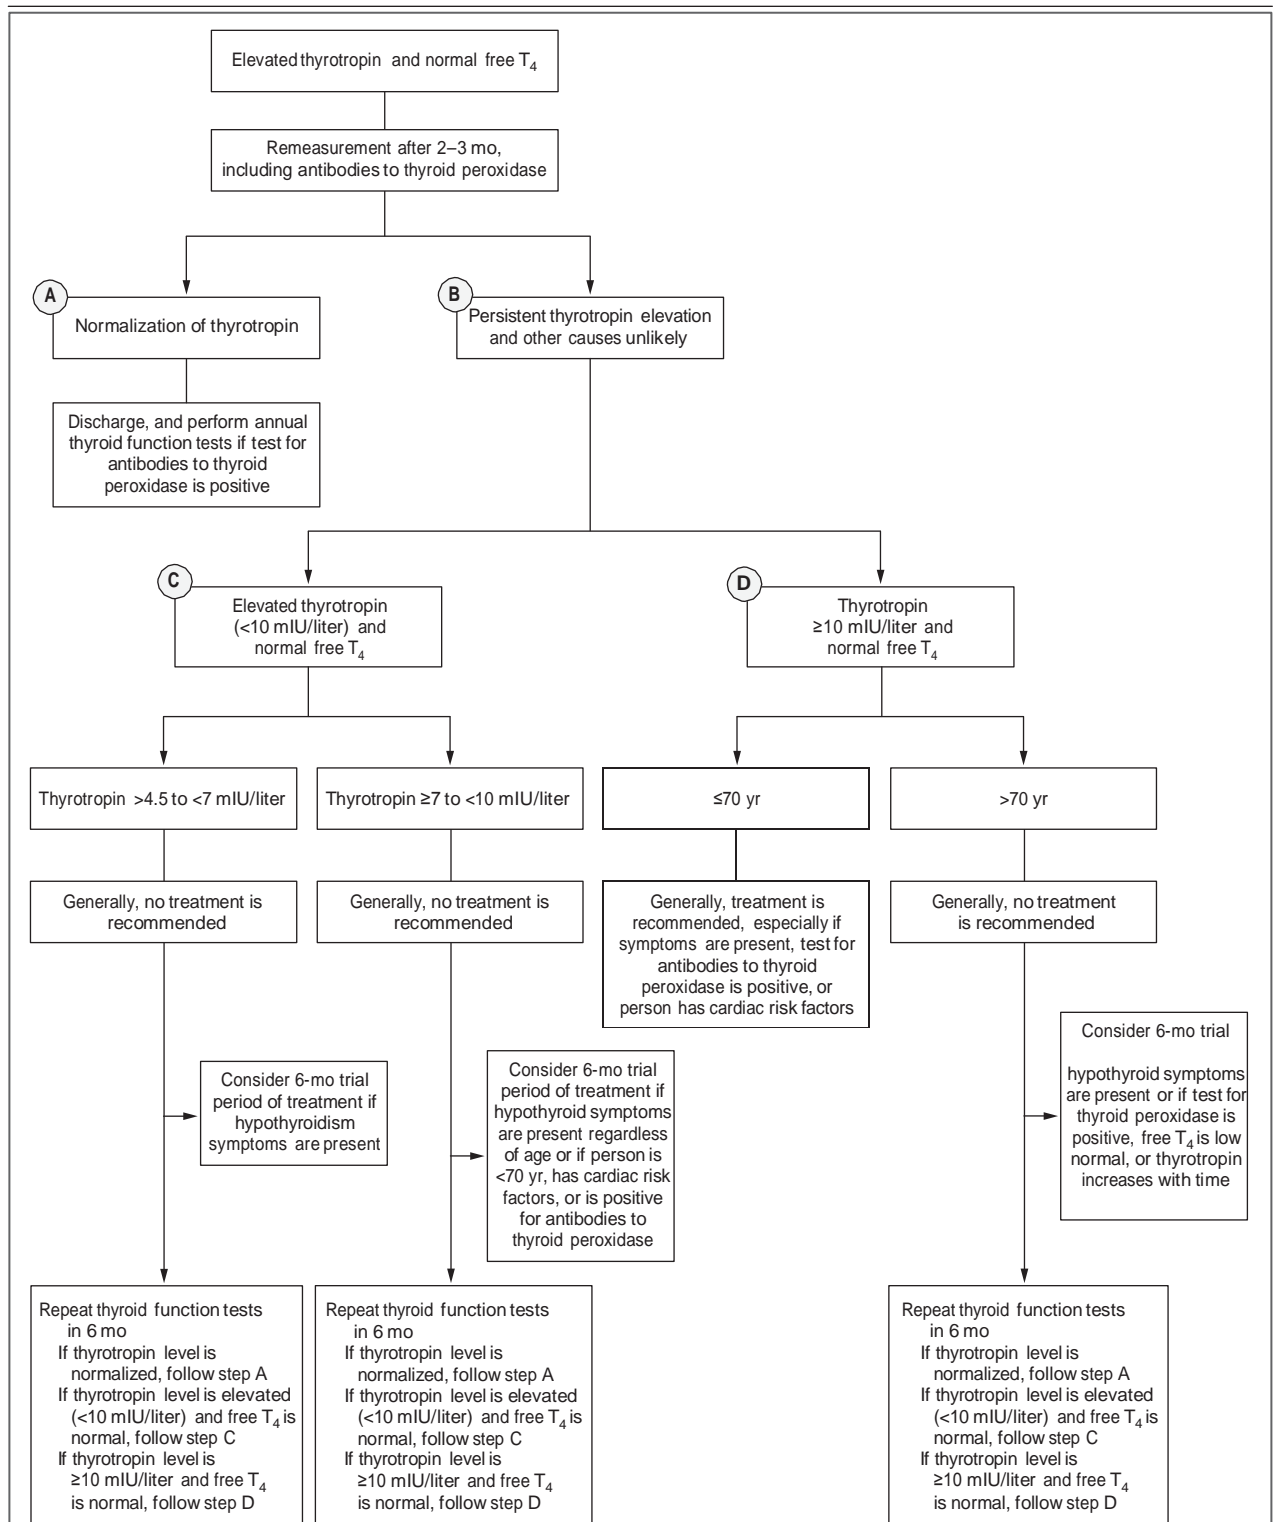 Elevated thyrotropin and normal free T4
Remeasurement after 2–3 mo,
including antibodies to thyroid peroxidase
A
Normalization of thyrotropin
B
Persistent thyrotropin elevation
and other causes unlikely
Discharge, and perform annual
thyroid function tests if test for
antibodies to thyroid
peroxidase is positive
C
Elevated thyrotropin
(<10 mIU/liter) and
normal free T4
D
Thyrotropin
≥10 mIU/liter and
normal free T4
Thyrotropin >4.5 to <7 mIU/liter
Thyrotropin ≥7 to <10 mIU/liter
≤70 yr
>70 yr
Generally, no treatment is
recommended
Generally, no treatment is
recommended
Generally, treatment is
recommended, especially if
symptoms are present, test for
antibodies to thyroid
peroxidase is positive, or
person has cardiac risk factors
Generally, no treatment
is recommended
Consider 6-mo trial
period of treatment if
hypothyroidism
symptoms are present
Consider 6-mo trial
period of treatment if
hypothyroid symptoms
are present regardless
of age or if person is
<70 yr, has cardiac risk
factors, or is positive
for antibodies to
thyroid peroxidase
Consider 6-mo trial
hypothyroid symptoms
are present or if test for
thyroid peroxidase is
positive, free T4 is low
normal, or thyrotropin
increases with time
Repeat thyroid function tests
in 6 mo
If thyrotropin level is
normalized, follow step A
If thyrotropin level is elevated
(<10 mIU/liter) and free T4 is
normal, follow step C
If thyrotropin level is
≥10 mIU/liter and free T4
is normal, follow step D
Repeat thyroid function tests
in 6 mo
If thyrotropin level is
normalized, follow step A
If thyrotropin level is elevated
(<10 mIU/liter) and free T4 is
normal, follow step C
If thyrotropin level is
≥10 mIU/liter and free T4
is normal, follow step D
Repeat thyroid function tests
in 6 mo
If thyrotropin level is
normalized, follow step A
If thyrotropin level is elevated
(<10 mIU/liter) and free T4 is
normal, follow step C
If thyrotropin level is
≥10 mIU/liter and free T4
is normal, follow step D